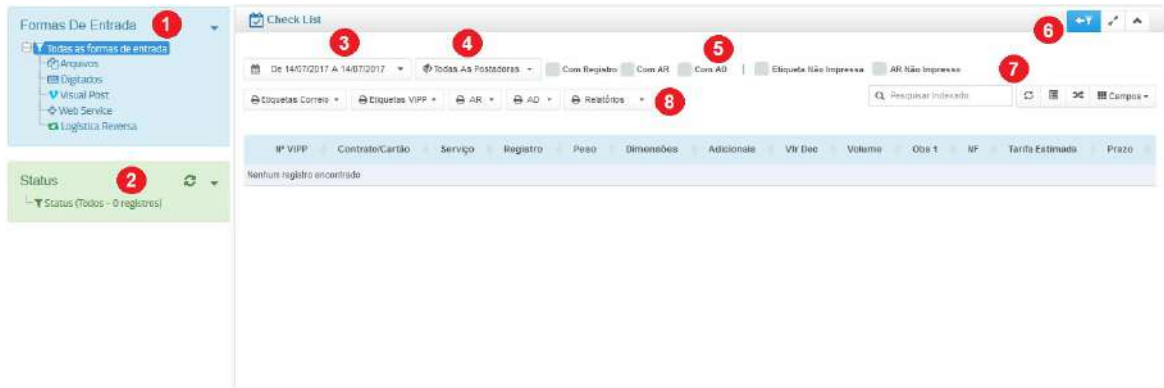 Formas De Entrada 1
Todas as formas de entrada
Arquivos
Digitados
Visual Post
Web Service
Logística Reversa
Status 2
Status (Todos - 0 registros)
Check List
6
3 4 5
De 14/07/2017 A 14/07/2017 Todas As Postadoras Com Registro Com AR Com AD | Etiqueta Não Impressa AR Não Impresso 7
Etiquetas Correio Etiquetas VIPP AR AD Relatórios 8 Pesquisar Indexado Campos
Nº VIPP Contrato/Cartão Serviço Registro Peso Dimensões Adicionais Vlr Dec Volume Obs 1 NF Tarifa Estimada Prazo
Nenhum registro encontrado